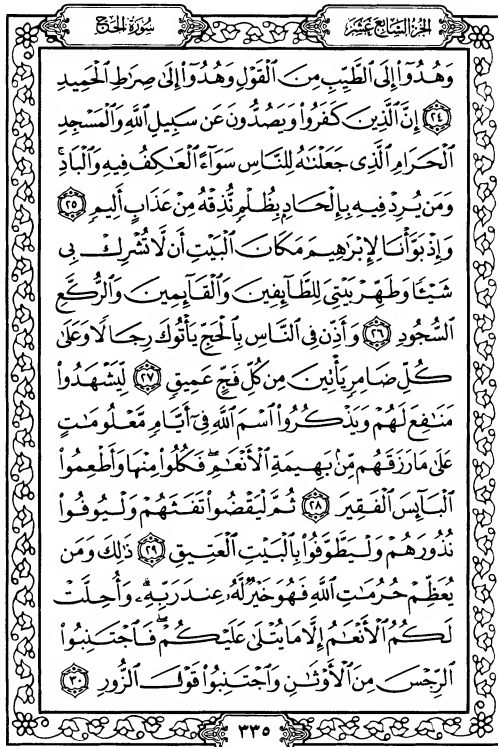 الجزء السابع عشر
سورة الحج
وَهُدُوٓا۟ إِلَى ٱلطَّيِّبِ مِنَ ٱلْقَوْلِ وَهُدُوٓا۟ إِلَىٰ صِرَٰطِ ٱلْحَمِيدِ
٢٤ إِنَّ ٱلَّذِينَ كَفَرُوا۟ وَيَصُدُّونَ عَن سَبِيلِ ٱللَّهِ وَٱلْمَسْجِدِ
ٱلْحَرَامِ ٱلَّذِى جَعَلْنَٰهُ لِلنَّاسِ سَوَآءً ٱلْعَٰكِفُ فِيهِ وَٱلْبَادِ ۚ
وَمَن يُرِدْ فِيهِ بِإِلْحَادٍۭ بِظُلْمٍ نُّذِقْهُ مِنْ عَذَابٍ أَلِيمٍ ٢٥
وَإِذْ بَوَّأْنَا لِإِبْرَٰهِيمَ مَكَانَ ٱلْبَيْتِ أَن لَّا تُشْرِكْ بِى
شَيْـًٔا وَطَهِّرْ بَيْتِىَ لِلطَّآئِفِينَ وَٱلْقَآئِمِينَ وَٱلرُّكَّعِ
ٱلسُّجُودِ ٢٦ وَأَذِّن فِى ٱلنَّاسِ بِٱلْحَجِّ يَأْتُوكَ رِجَالًا وَعَلَىٰ
كُلِّ ضَامِرٍ يَأْتِينَ مِن كُلِّ فَجٍّ عَمِيقٍ ٢٧ لِّيَشْهَدُوا۟
مَنَٰفِعَ لَهُمْ وَيَذْكُرُوا۟ ٱسْمَ ٱللَّهِ فِىٓ أَيَّامٍ مَّعْلُومَٰتٍ
عَلَىٰ مَا رَزَقَهُم مِّنۢ بَهِيمَةِ ٱلْأَنْعَٰمِ ۖ فَكُلُوا۟ مِنْهَا وَأَطْعِمُوا۟
ٱلْبَآئِسَ ٱلْفَقِيرَ ٢٨ ثُمَّ لْيَقْضُوا۟ تَفَثَهُمْ وَلْيُوفُوا۟
نُذُورَهُمْ وَلْيَطَّوَّفُوا۟ بِٱلْبَيْتِ ٱلْعَتِيقِ ٢٩ ذَٰلِكَ وَمَن
يُعَظِّمْ حُرُمَٰتِ ٱللَّهِ فَهُوَ خَيْرٌ لَّهُۥ عِندَ رَبِّهِۦ ۗ وَأُحِلَّتْ
لَكُمُ ٱلْأَنْعَٰمُ إِلَّا مَا يُتْلَىٰ عَلَيْكُمْ ۖ فَٱجْتَنِبُوا۟
ٱلرِّجْسَ مِنَ ٱلْأَوْثَٰنِ وَٱجْتَنِبُوا۟ قَوْلَ ٱلزُّورِ ٣٠
٣٣٥